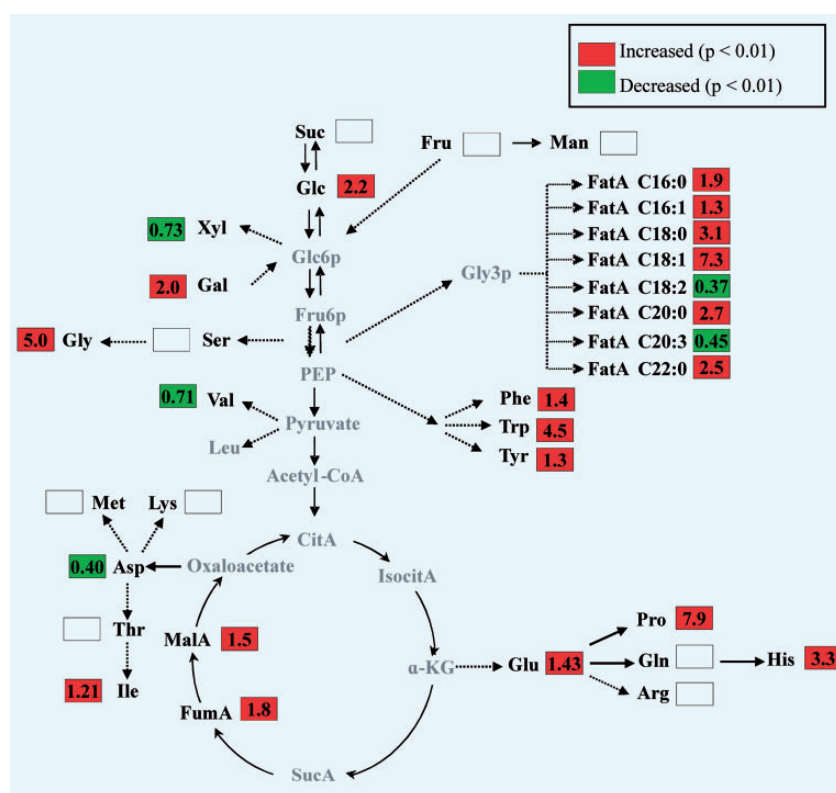 Increased (p < 0.01)
Decreased (p < 0.01)
Suc
Fru
Man
Glc 2.2
FatA C16:0 1.9
FatA C16:1 1.3
FatA C18:0 3.1
FatA C18:1 7.3
FatA C18:2 0.37
FatA C20:0 2.7
FatA C20:3 0.45
FatA C22:0 2.5
0.73 Xyl
Glc6p
Gly3p
2.0 Gal
Fru6p
5.0 Gly
Ser
PEP
0.71 Val
Phe 1.4
Trp 4.5
Tyr 1.3
Pyruvate
Leu
Acetyl-CoA
Met
Lys
CitA
0.40 Asp
Oxaloacetate
IsocitA
Thr
MalA 1.5
Pro 7.9
α-KG
Glu 1.43
Gln
His 3.3
1.21 Ile
Arg
FumA 1.8
SucA